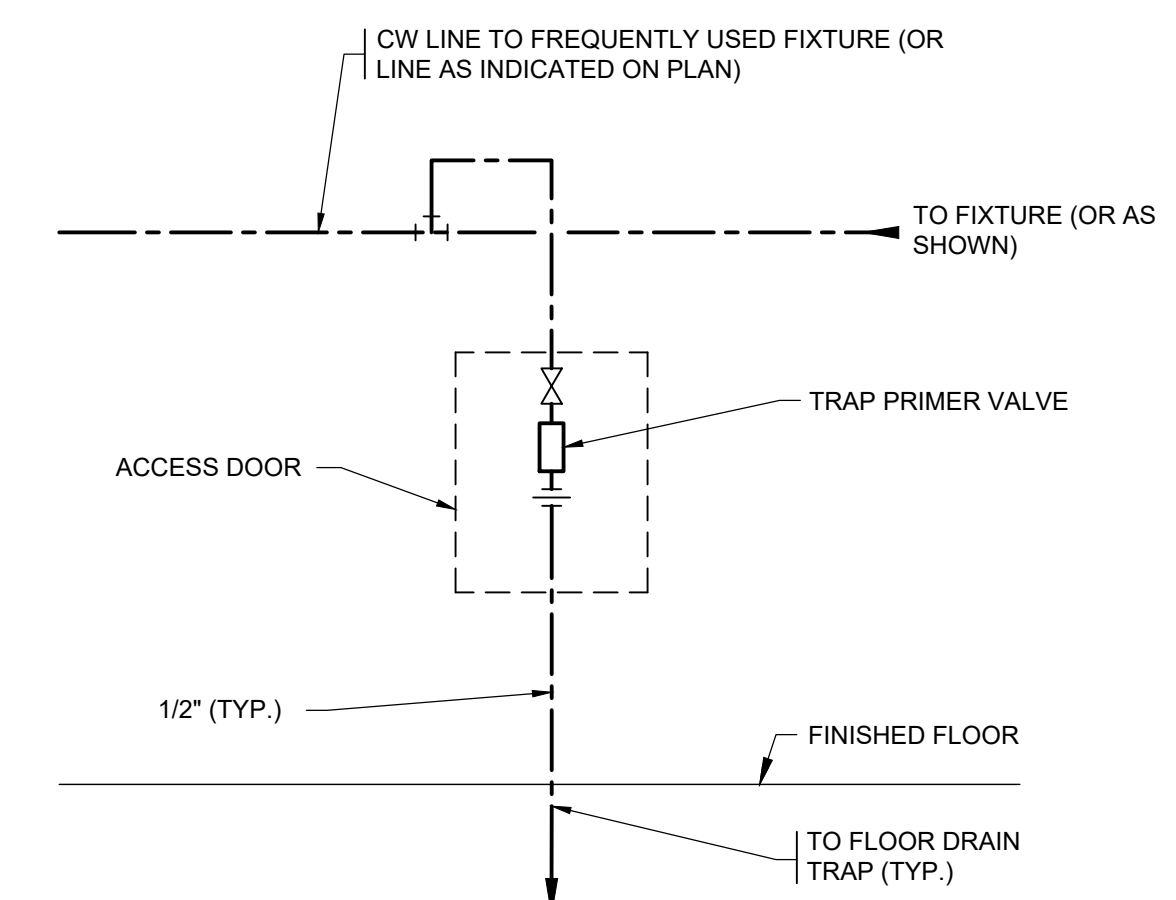 CW LINE TO FREQUENTLY USED FIXTURE (OR
LINE AS INDICATED ON PLAN)
TO FIXTURE (OR AS
SHOWN)
TRAP PRIMER VALVE
ACCESS DOOR
1/2" (TYP.)
FINISHED FLOOR
TO FLOOR DRAIN
TRAP (TYP.)